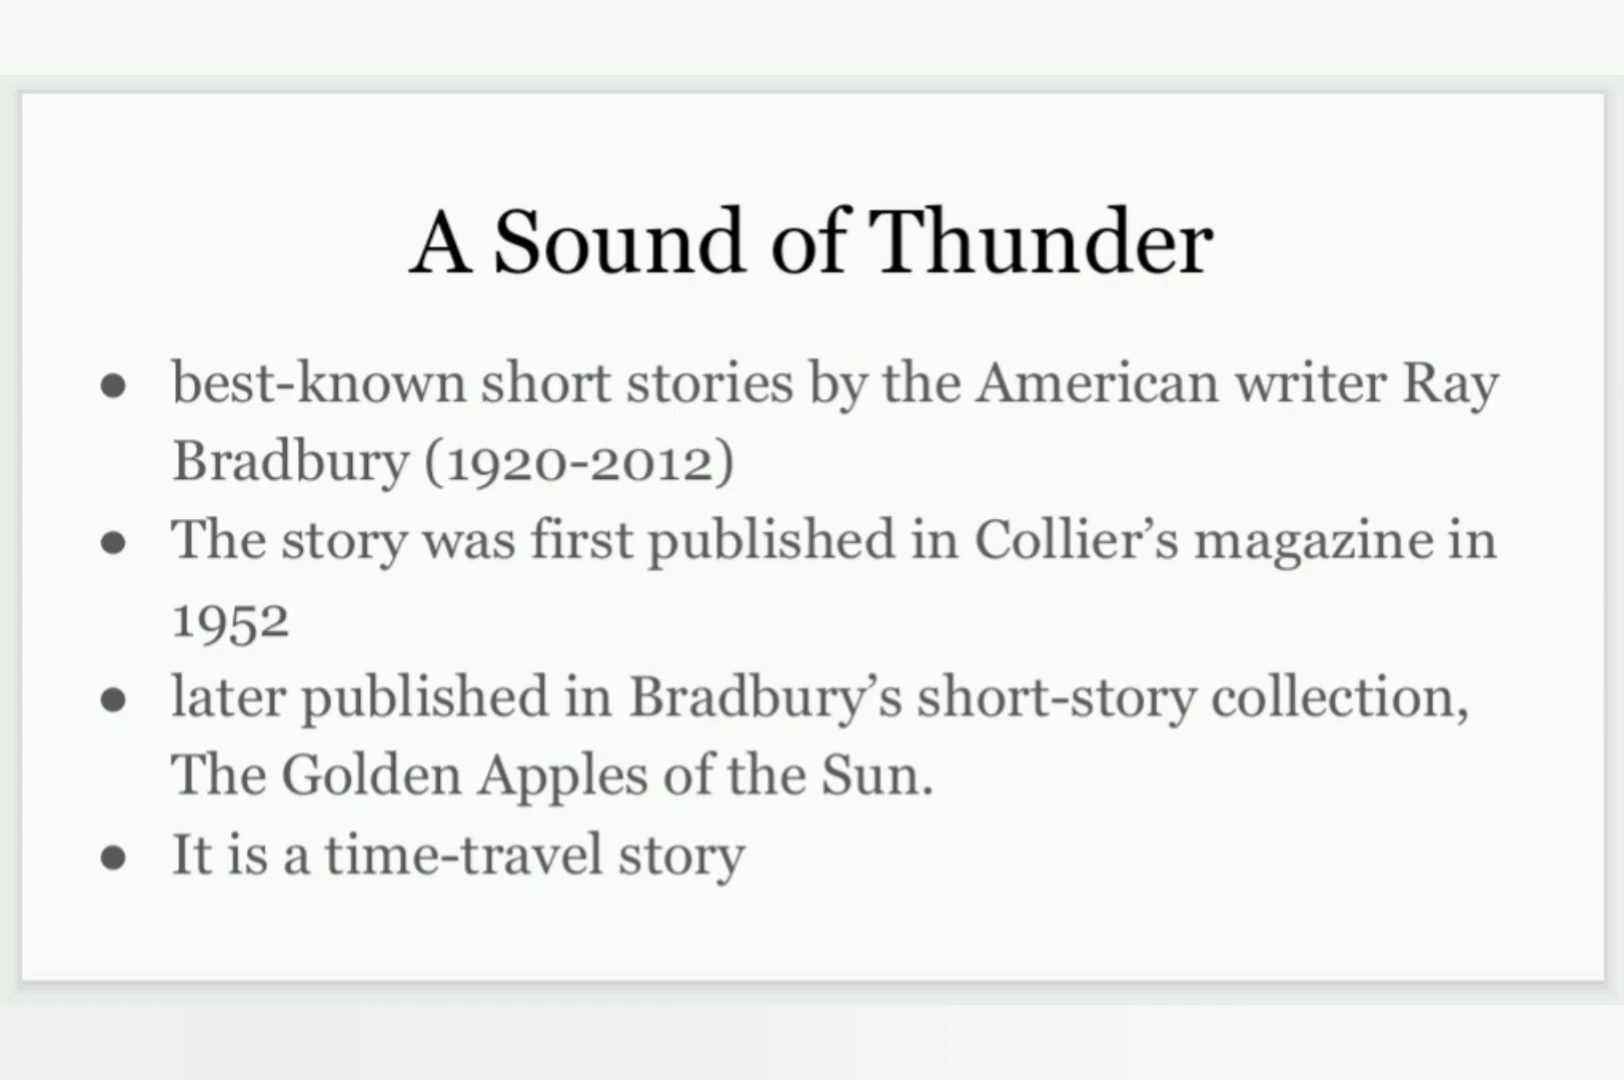 A Sound of Thunder
● best-known short stories by the American writer Ray
Bradbury (1920-2012)
● The story was first published in Collier’s magazine in
1952
● later published in Bradbury’s short-story collection,
The Golden Apples of the Sun.
● It is a time-travel story